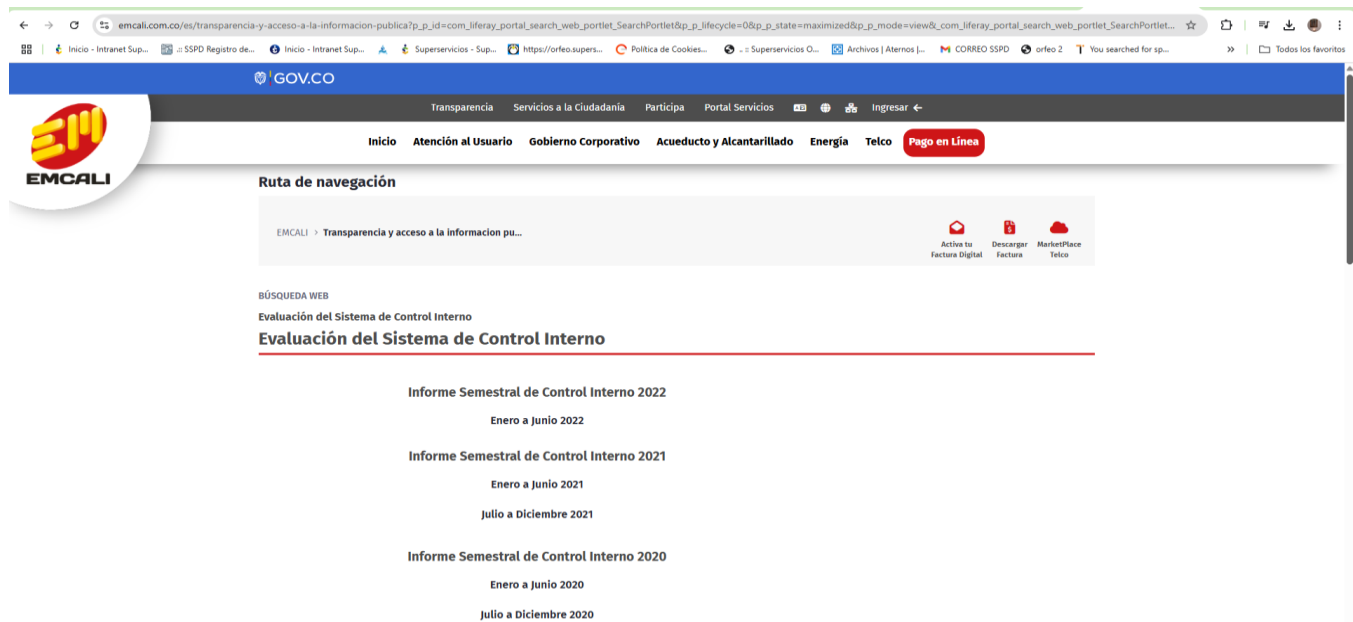 emcali.com.co/es/transparencia-y-acceso-a-la-informacion-publica?p_p_id=com_liferay_portal_search_web_portlet_SearchPortlet&p_p_lifecycle=0&p_p_state=maximized&p_p_mode=view&_com_liferay_portal_search_web_portlet_SearchPortlet...
Inicio - Intranet Sup... .:: SSPD Registro de... Inicio - Intranet Sup... Superservicios - Sup... https://orfeo.supers... Política de Cookies... .. :: Superservicios O... Archivos | Aternos |... CORREO SSPD orfeo 2 You searched for sp... » Todos los favoritos
GOV.CO
Transparencia Servicios a la Ciudadanía Participa Portal Servicios Ingresar
EMCALI
Inicio Atención al Usuario Gobierno Corporativo Acueducto y Alcantarillado Energía Telco Pago en Línea
Ruta de navegación
EMCALI > Transparencia y acceso a la informacion pu...
Activa tu Factura Digital
Descargar Factura
MarketPlace Telco
BÚSQUEDA WEB
Evaluación del Sistema de Control Interno
Evaluación del Sistema de Control Interno
Informe Semestral de Control Interno 2022
Enero a Junio 2022
Informe Semestral de Control Interno 2021
Enero a Junio 2021
Julio a Diciembre 2021
Informe Semestral de Control Interno 2020
Enero a Junio 2020
Julio a Diciembre 2020